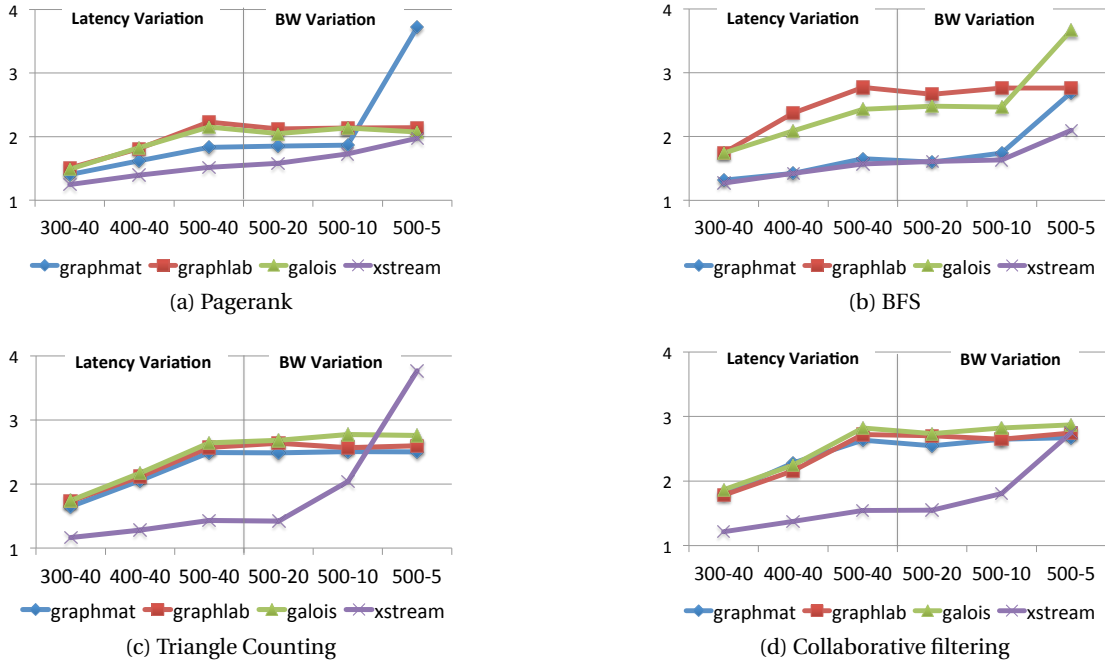 Latency Variation BW Variation
4
3
2
1
300-40 400-40 500-40 500-20 500-10 500-5
graphmat graphlab galois xstream
(a) Pagerank
Latency Variation BW Variation
4
3
2
1
300-40 400-40 500-40 500-20 500-10 500-5
graphmat graphlab galois xstream
(b) BFS
Latency Variation BW Variation
4
3
2
1
300-40 400-40 500-40 500-20 500-10 500-5
graphmat graphlab galois xstream
(c) Triangle Counting
Latency Variation BW Variation
4
3
2
1
300-40 400-40 500-40 500-20 500-10 500-5
graphmat graphlab galois xstream
(d) Collaborative filtering